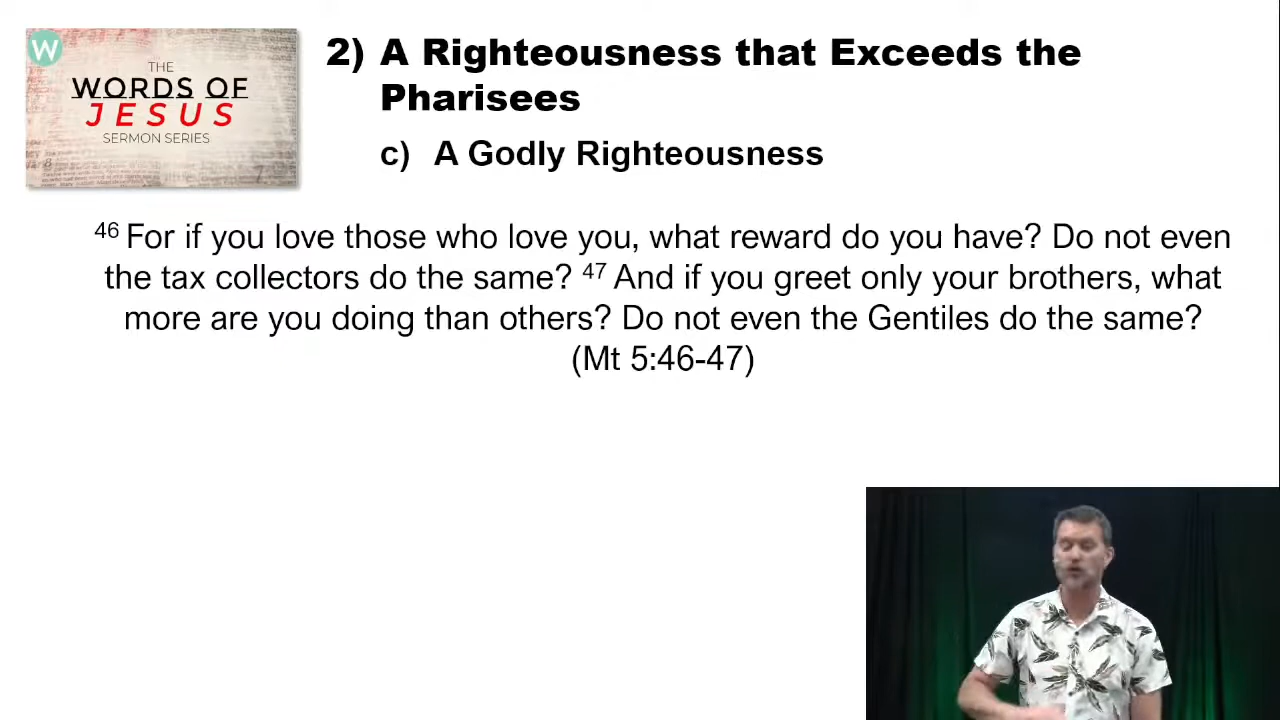 W
THE
WORDS OF
JESUS
SERMON SERIES
2) A Righteousness that Exceeds the
Pharisees
c) A Godly Righteousness
46 For if you love those who love you, what reward do you have? Do not even
the tax collectors do the same? 47 And if you greet only your brothers, what
more are you doing than others? Do not even the Gentiles do the same?
(Mt 5:46-47)